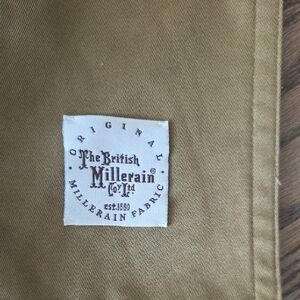 · ORIGINAL ·
The British
Millerain®
Co. Ltd
est.1880
MILLERAIN FABRIC